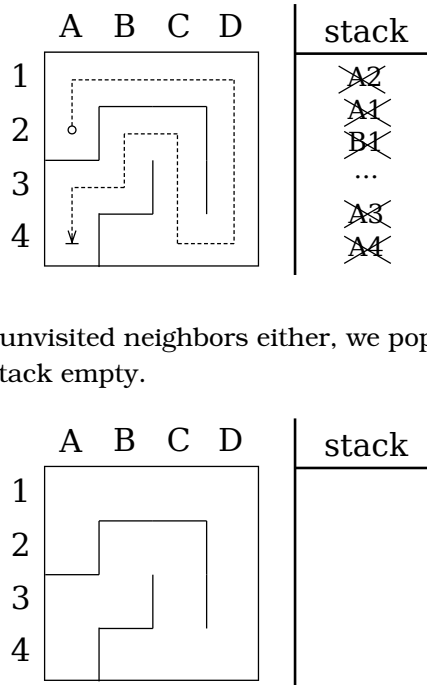 A B C D stack
1
A2
A1
2
B1
...
3
A3
4
A4
unvisited neighbors either, we pop
tack empty.
A B C D stack
1
2
3
4